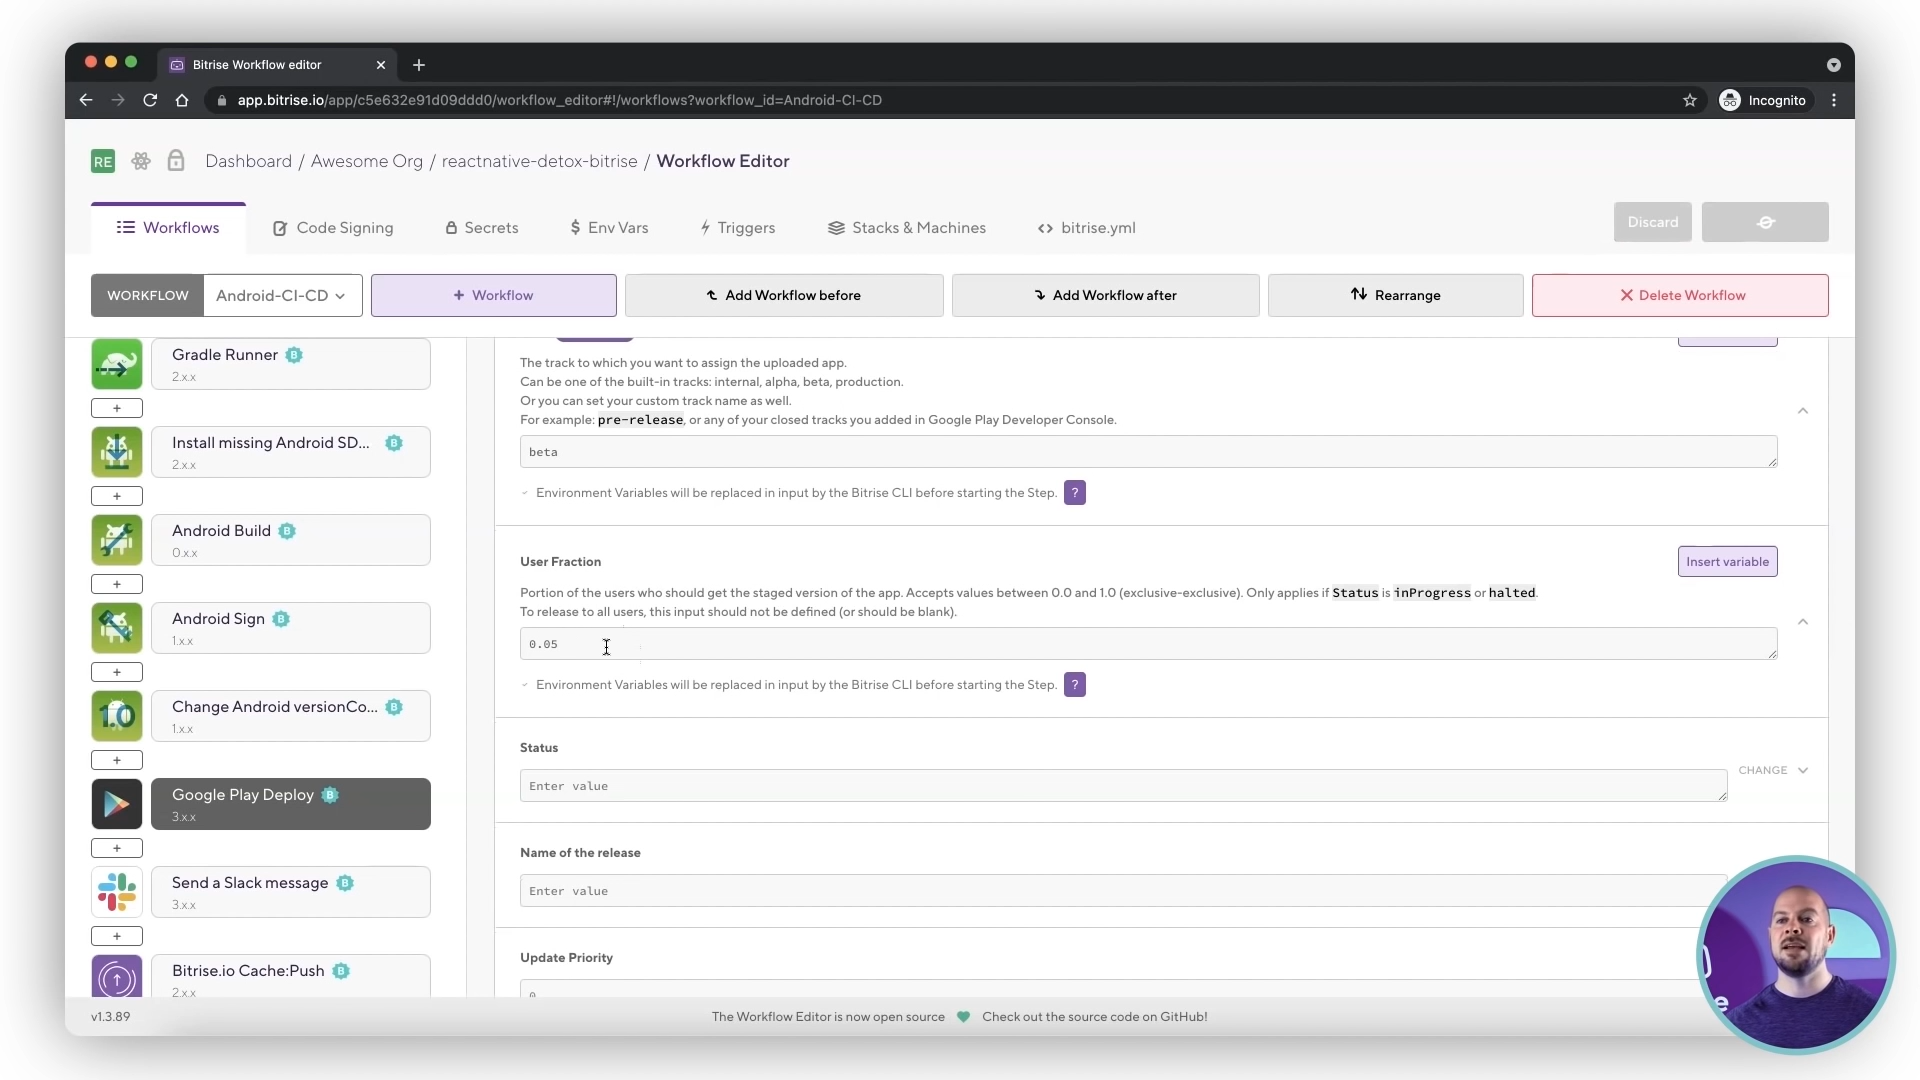 Bitrise Workflow editor
app.bitrise.io/app/c5e632e91d09ddd0/workflow_editor#!/workflows?workflow_id=Android-CI-CD
Incognito
RE
Dashboard / Awesome Org / reactnative-detox-bitrise / Workflow Editor
Workflows
Code Signing
Secrets
$ Env Vars
Triggers
Stacks & Machines
<> bitrise.yml
Discard
WORKFLOW
Android-CI-CD
+ Workflow
Add Workflow before
Add Workflow after
Rearrange
Delete Workflow
Gradle Runner B
2.x.x
+
Install missing Android SD... B
2.x.x
+
Android Build B
0.x.x
+
Android Sign B
1.x.x
+
1.0
Change Android versionCo... B
1.x.x
+
Google Play Deploy B
3.x.x
+
Send a Slack message B
3.x.x
+
Bitrise.io Cache:Push B
2.x.x
The track to which you want to assign the uploaded app.
Can be one of the built-in tracks: internal, alpha, beta, production.
Or you can set your custom track name as well.
For example: pre-release, or any of your closed tracks you added in Google Play Developer Console.
beta
Environment Variables will be replaced in input by the Bitrise CLI before starting the Step. ?
User Fraction
Insert variable
Portion of the users who should get the staged version of the app. Accepts values between 0.0 and 1.0 (exclusive-exclusive). Only applies if Status is inProgress or halted.
To release to all users, this input should not be defined (or should be blank).
0.05
Environment Variables will be replaced in input by the Bitrise CLI before starting the Step. ?
Status
Enter value
CHANGE
Name of the release
Enter value
Update Priority
0
v1.3.89
The Workflow Editor is now open source
Check out the source code on GitHub!